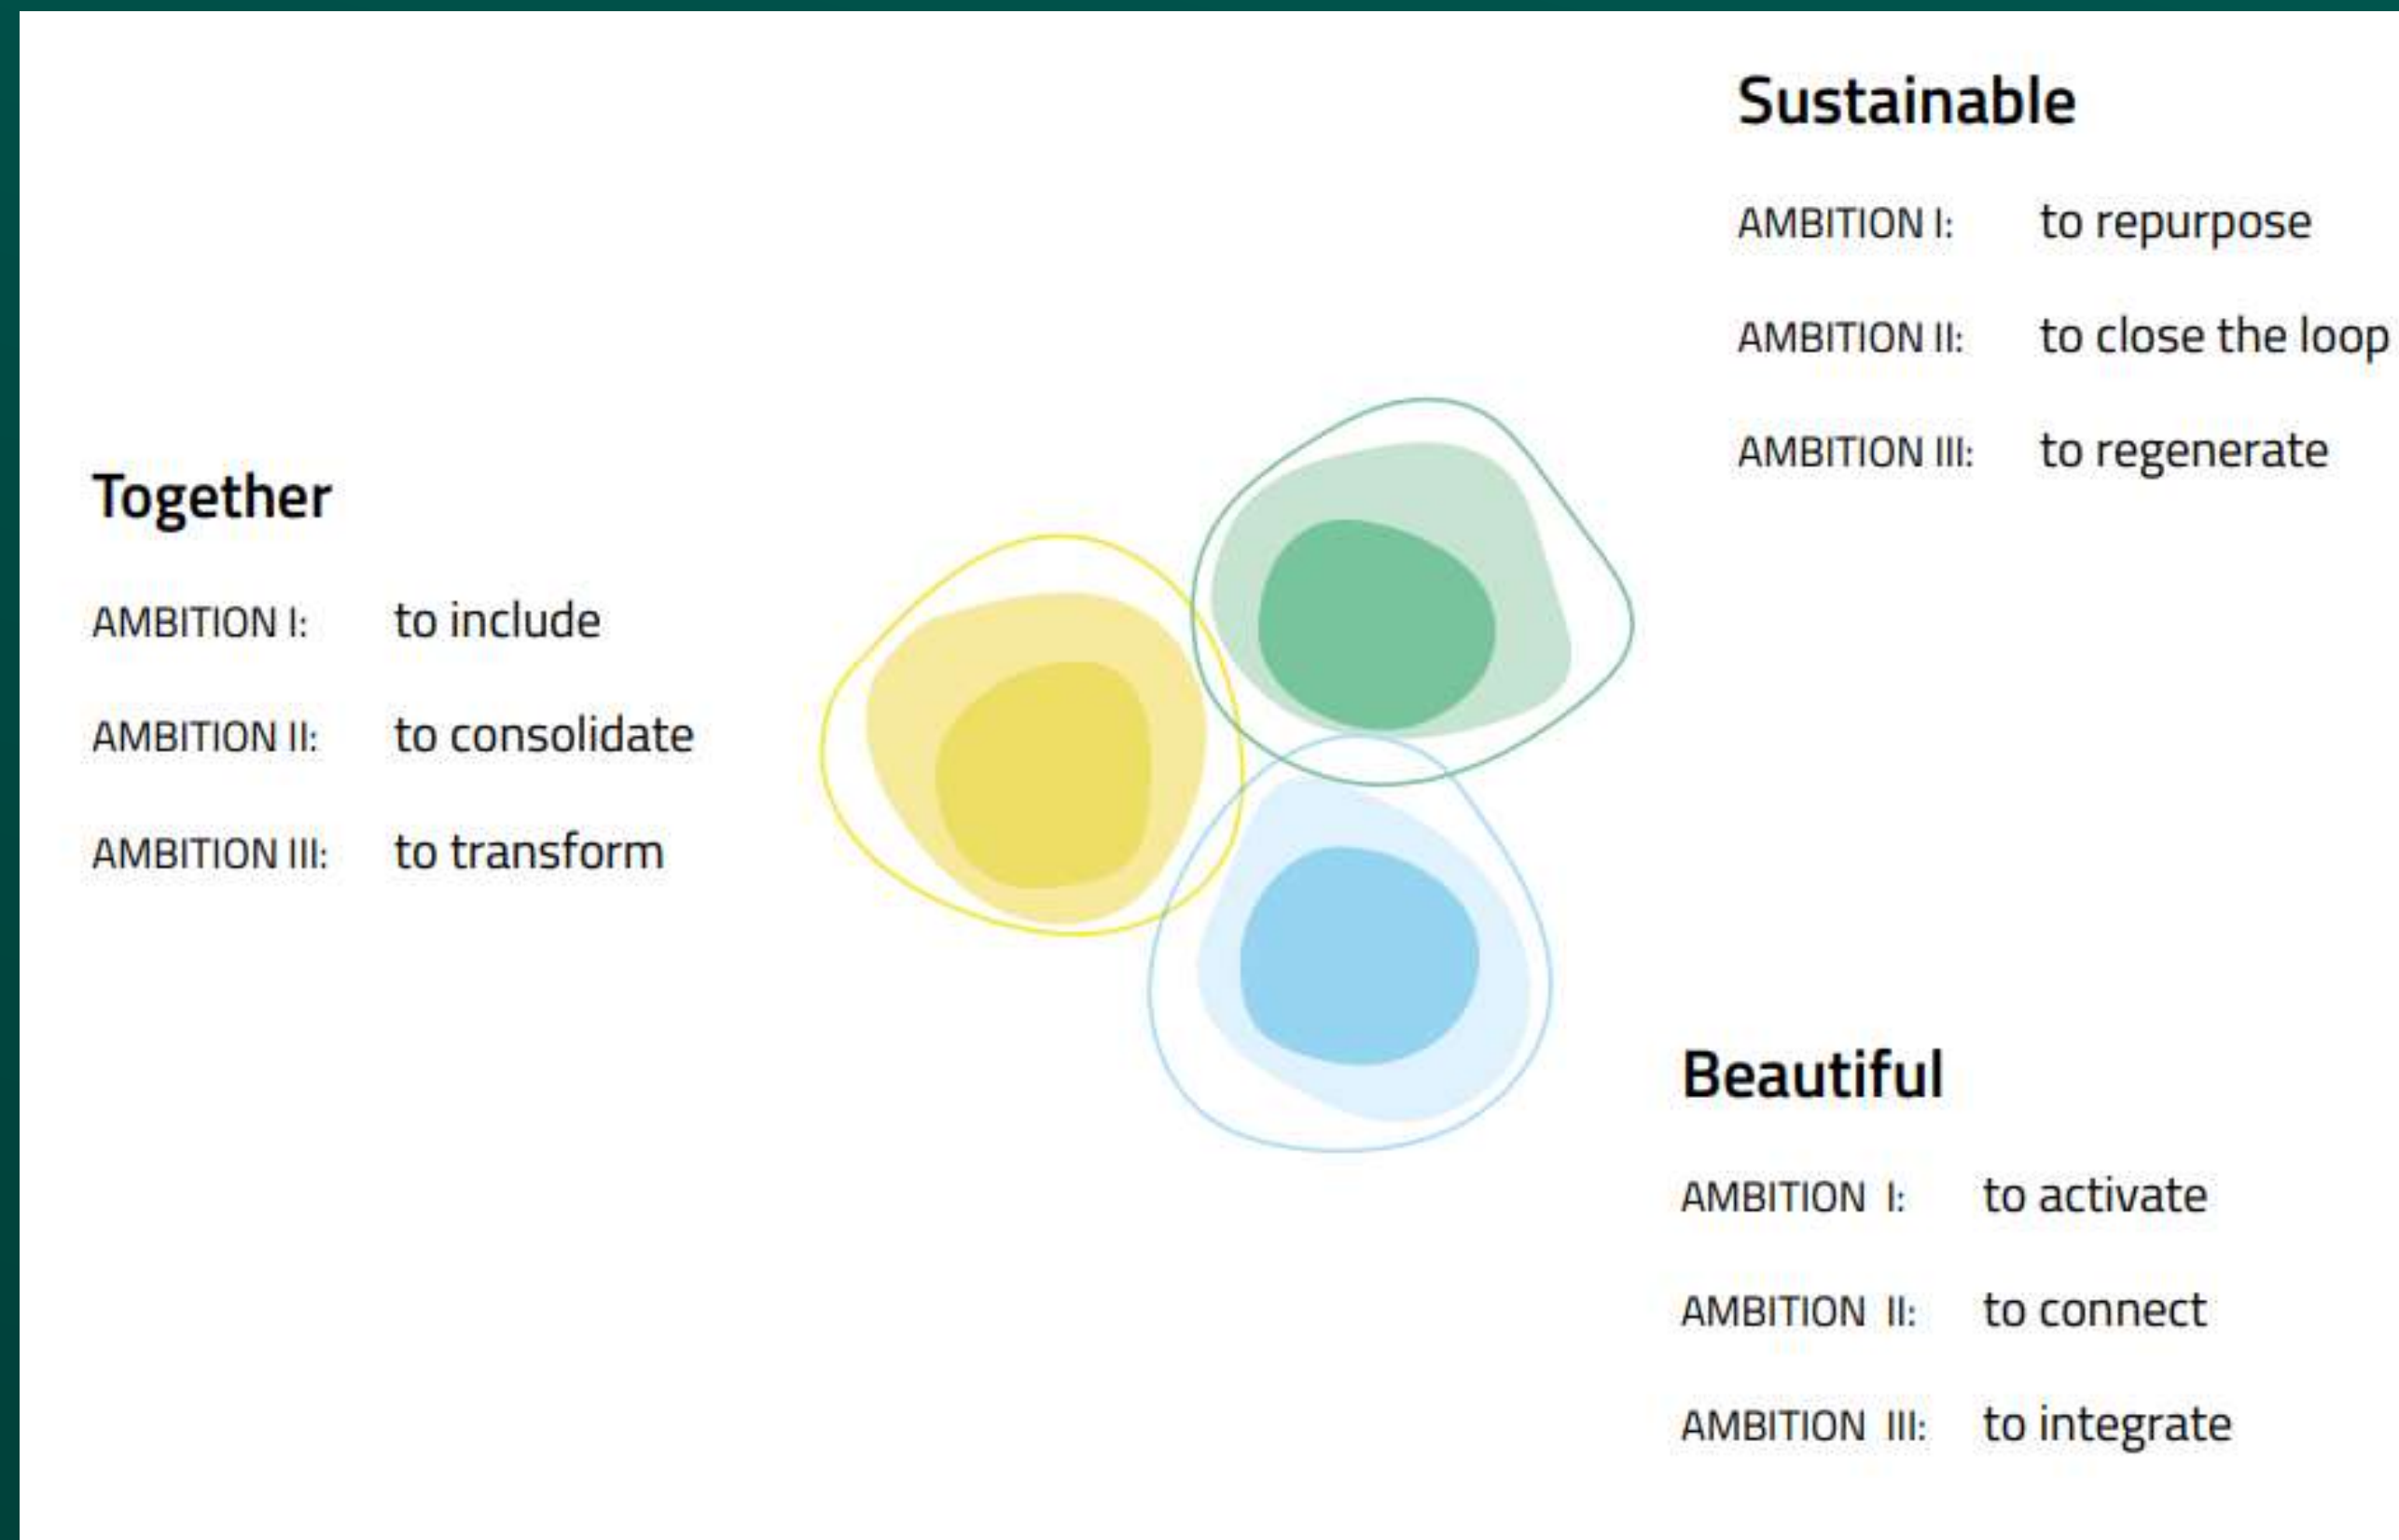 Sustainable
AMBITION I: to repurpose
AMBITION II: to close the loop
AMBITION III: to regenerate
Together
AMBITION I: to include
AMBITION II: to consolidate
AMBITION III: to transform
Beautiful
AMBITION I: to activate
AMBITION II: to connect
AMBITION III: to integrate